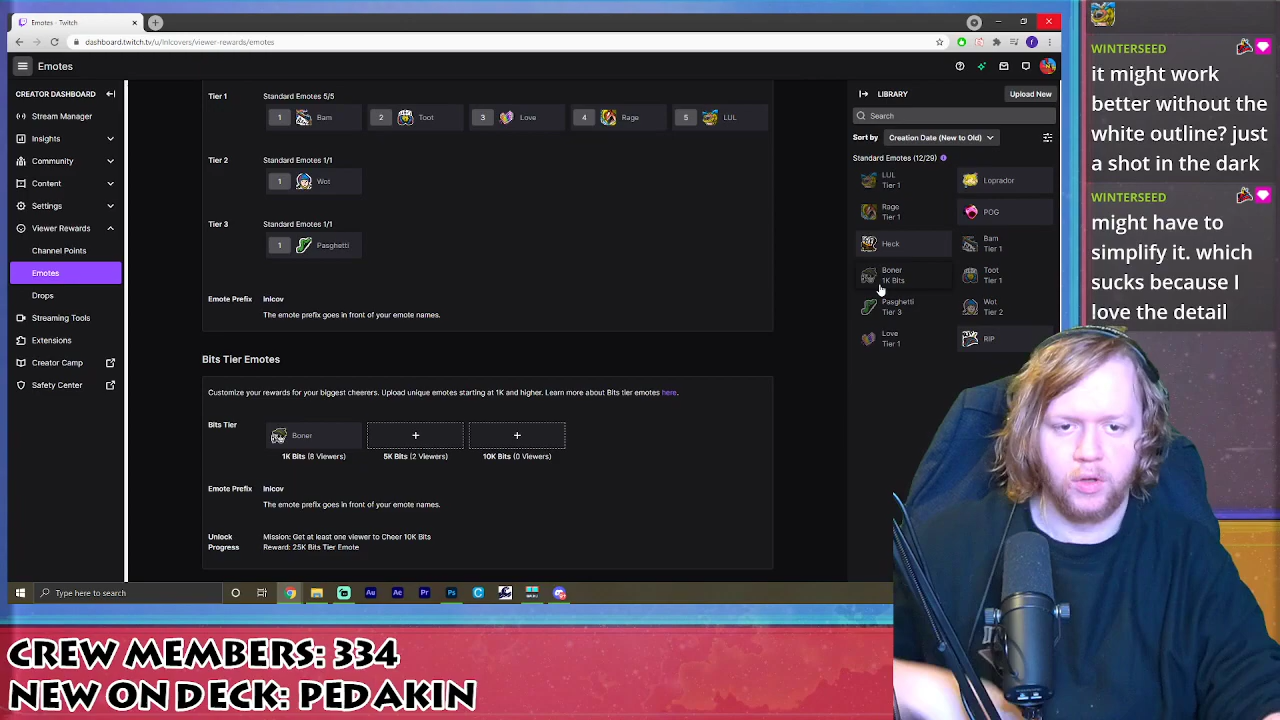 Emotes - Twitch
dashboard.twitch.tv/u/lnlcovers/viewer-rewards/emotes
Emotes
CREATOR DASHBOARD
Stream Manager
Insights
Community
Content
Settings
Viewer Rewards
Channel Points
Emotes
Drops
Streaming Tools
Extensions
Creator Camp
Safety Center
Tier 1
Standard Emotes 5/5
1 Bam
2 Toot
3 Love
4 Rage
5 LUL
Tier 2
Standard Emotes 1/1
1 Wot
Tier 3
Standard Emotes 1/1
1 Pasghetti
Emote Prefix
lnlcov
The emote prefix goes in front of your emote names.
Bits Tier Emotes
Customize your rewards for your biggest cheerers. Upload unique emotes starting at 1K and higher. Learn more about Bits tier emotes here.
Bits Tier
Boner
1K Bits (8 Viewers)
5K Bits (2 Viewers)
10K Bits (0 Viewers)
Emote Prefix
lnlcov
The emote prefix goes in front of your emote names.
Unlock
Progress
Mission: Get at least one viewer to Cheer 10K Bits
Reward: 25K Bits Tier Emote
LIBRARY
Upload New
Search
Sort by
Creation Date (New to Old)
Standard Emotes (12/29)
LUL
Tier 1
Loprador
Rage
Tier 1
POG
Heck
Bam
Tier 1
Boner
1K Bits
Toot
Tier 1
Pasghetti
Tier 3
Wot
Tier 2
Love
Tier 1
RIP
Type here to search
WINTERSEED
it might work
better without the
white outline? just
a shot in the dark
WINTERSEED
might have to
simplify it. which
sucks because I
love the detail
CREW MEMBERS: 334
NEW ON DECK: PEDAKIN